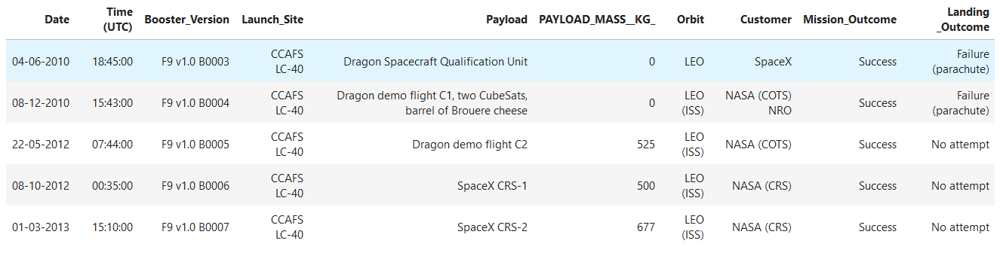 Date Time (UTC) Booster_Version Launch_Site Payload PAYLOAD_MASS__KG_ Orbit Customer Mission_Outcome Landing _Outcome
04-06-2010 18:45:00 F9 v1.0 B0003 CCAFS LC-40 Dragon Spacecraft Qualification Unit 0 LEO SpaceX Success Failure (parachute)
08-12-2010 15:43:00 F9 v1.0 B0004 CCAFS LC-40 Dragon demo flight C1, two CubeSats, barrel of Brouere cheese 0 LEO (ISS) NASA (COTS) NRO Success Failure (parachute)
22-05-2012 07:44:00 F9 v1.0 B0005 CCAFS LC-40 Dragon demo flight C2 525 LEO (ISS) NASA (COTS) Success No attempt
08-10-2012 00:35:00 F9 v1.0 B0006 CCAFS LC-40 SpaceX CRS-1 500 LEO (ISS) NASA (CRS) Success No attempt
01-03-2013 15:10:00 F9 v1.0 B0007 CCAFS LC-40 SpaceX CRS-2 677 LEO (ISS) NASA (CRS) Success No attempt